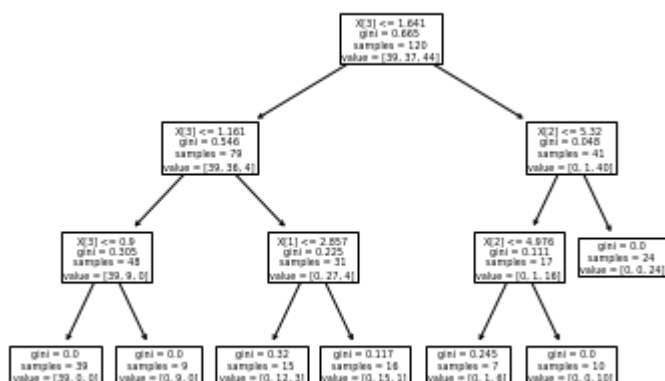 X[3] <= 1.641
gini = 0.665
samples = 120
value = [39, 37, 44]
X[3] <= 1.161
gini = 0.546
samples = 79
value = [39, 36, 4]
X[2] <= 5.32
gini = 0.048
samples = 41
value = [0, 1, 40]
X[3] <= 0.9
gini = 0.305
samples = 48
value = [39, 9, 0]
X[1] <= 2.857
gini = 0.225
samples = 31
value = [0, 27, 4]
X[2] <= 4.976
gini = 0.111
samples = 17
value = [0, 1, 16]
gini = 0.0
samples = 24
value = [0, 0, 24]
gini = 0.0
samples = 39
value = [39, 0, 0]
gini = 0.0
samples = 9
value = [0, 9, 0]
gini = 0.32
samples = 15
value = [0, 12, 3]
gini = 0.117
samples = 16
value = [0, 15, 1]
gini = 0.245
samples = 7
value = [0, 1, 6]
gini = 0.0
samples = 10
value = [0, 0, 10]